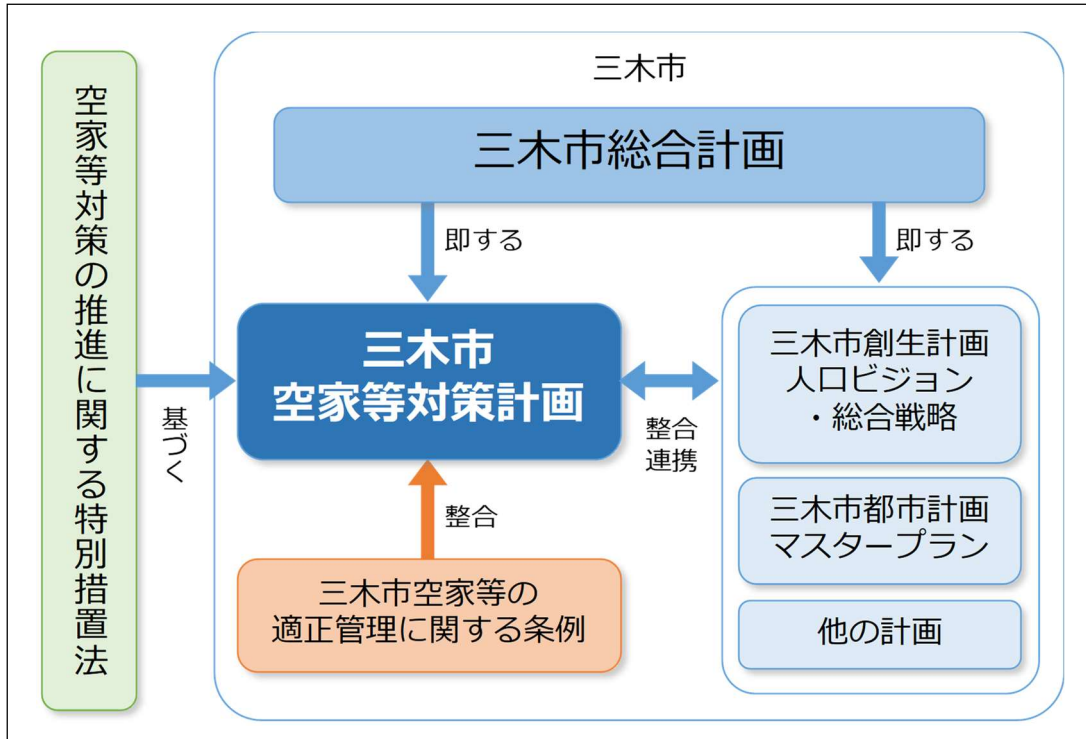 三木市
三木市総合計画
空家等対策の推進に関する特別措置法
即する
即する
基づく
三木市
空家等対策計画
整合
連携
三木市創生計画
人口ビジョン
・総合戦略
三木市都市計画
マスタープラン
他の計画
整合
三木市空家等の
適正管理に関する条例